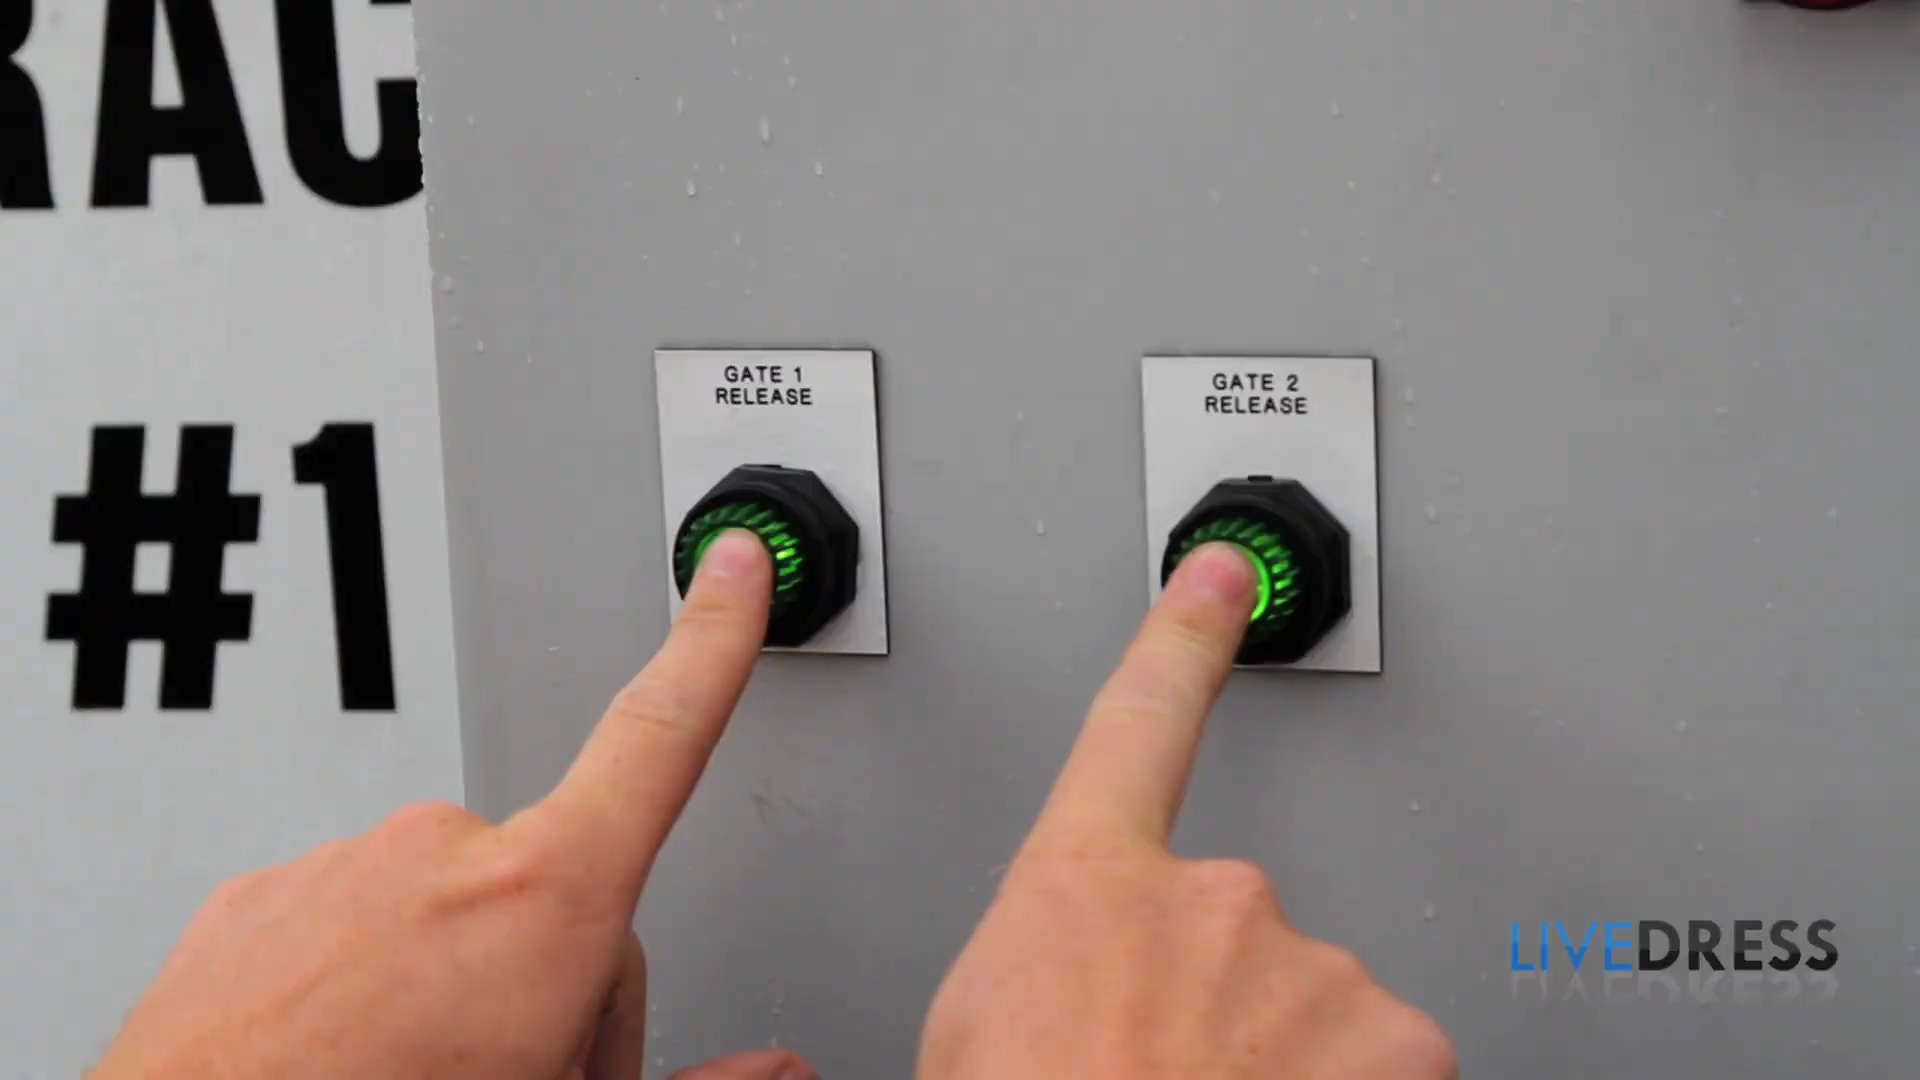 RAC
#1
GATE 1
RELEASE
GATE 2
RELEASE
LIVEDRESS